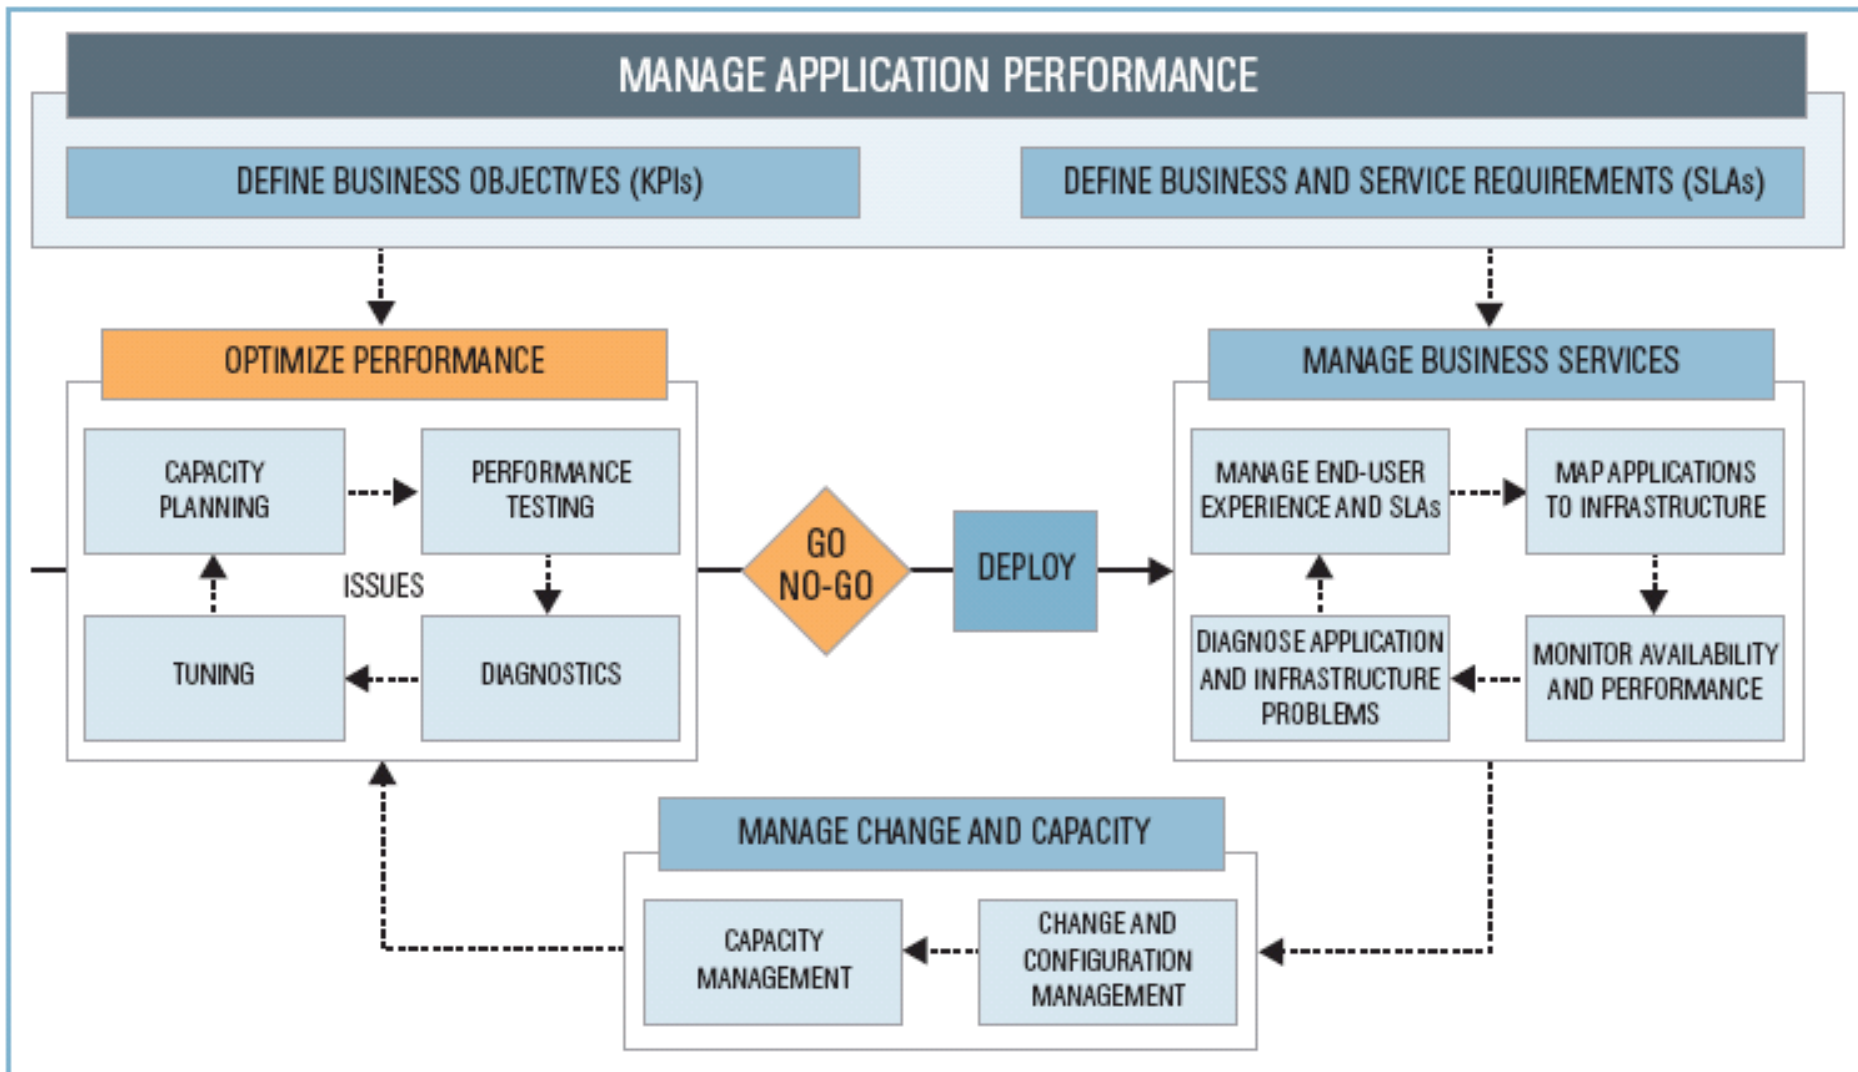 MANAGE APPLICATION PERFORMANCE
DEFINE BUSINESS OBJECTIVES (KPIs)
DEFINE BUSINESS AND SERVICE REQUIREMENTS (SLAs)
OPTIMIZE PERFORMANCE
CAPACITY
PLANNING
PERFORMANCE
TESTING
ISSUES
TUNING
DIAGNOSTICS
GO
NO-GO
DEPLOY
MANAGE BUSINESS SERVICES
MANAGE END-USER
EXPERIENCE AND SLAs
MAP APPLICATIONS
TO INFRASTRUCTURE
DIAGNOSE APPLICATION
AND INFRASTRUCTURE
PROBLEMS
MONITOR AVAILABILITY
AND PERFORMANCE
MANAGE CHANGE AND CAPACITY
CAPACITY
MANAGEMENT
CHANGE AND
CONFIGURATION
MANAGEMENT